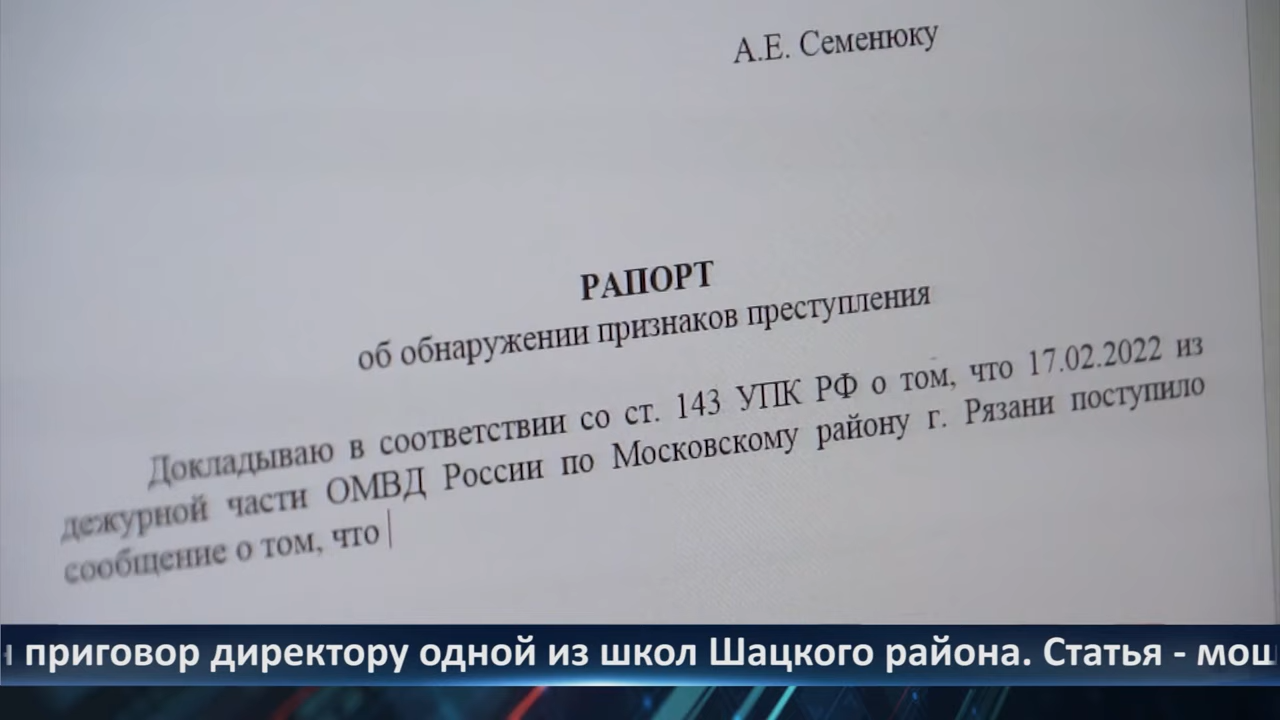 А.Е. Семенюку
РАПОРТ
об обнаружении признаков преступления
Докладываю в соответствии со ст. 143 УПК РФ о том, что 17.02.2022 из
дежурной части ОМВД России по Московскому району г. Рязани поступило
сообщение о том, что
приговор директору одной из школ Шацкого района. Статья - мош